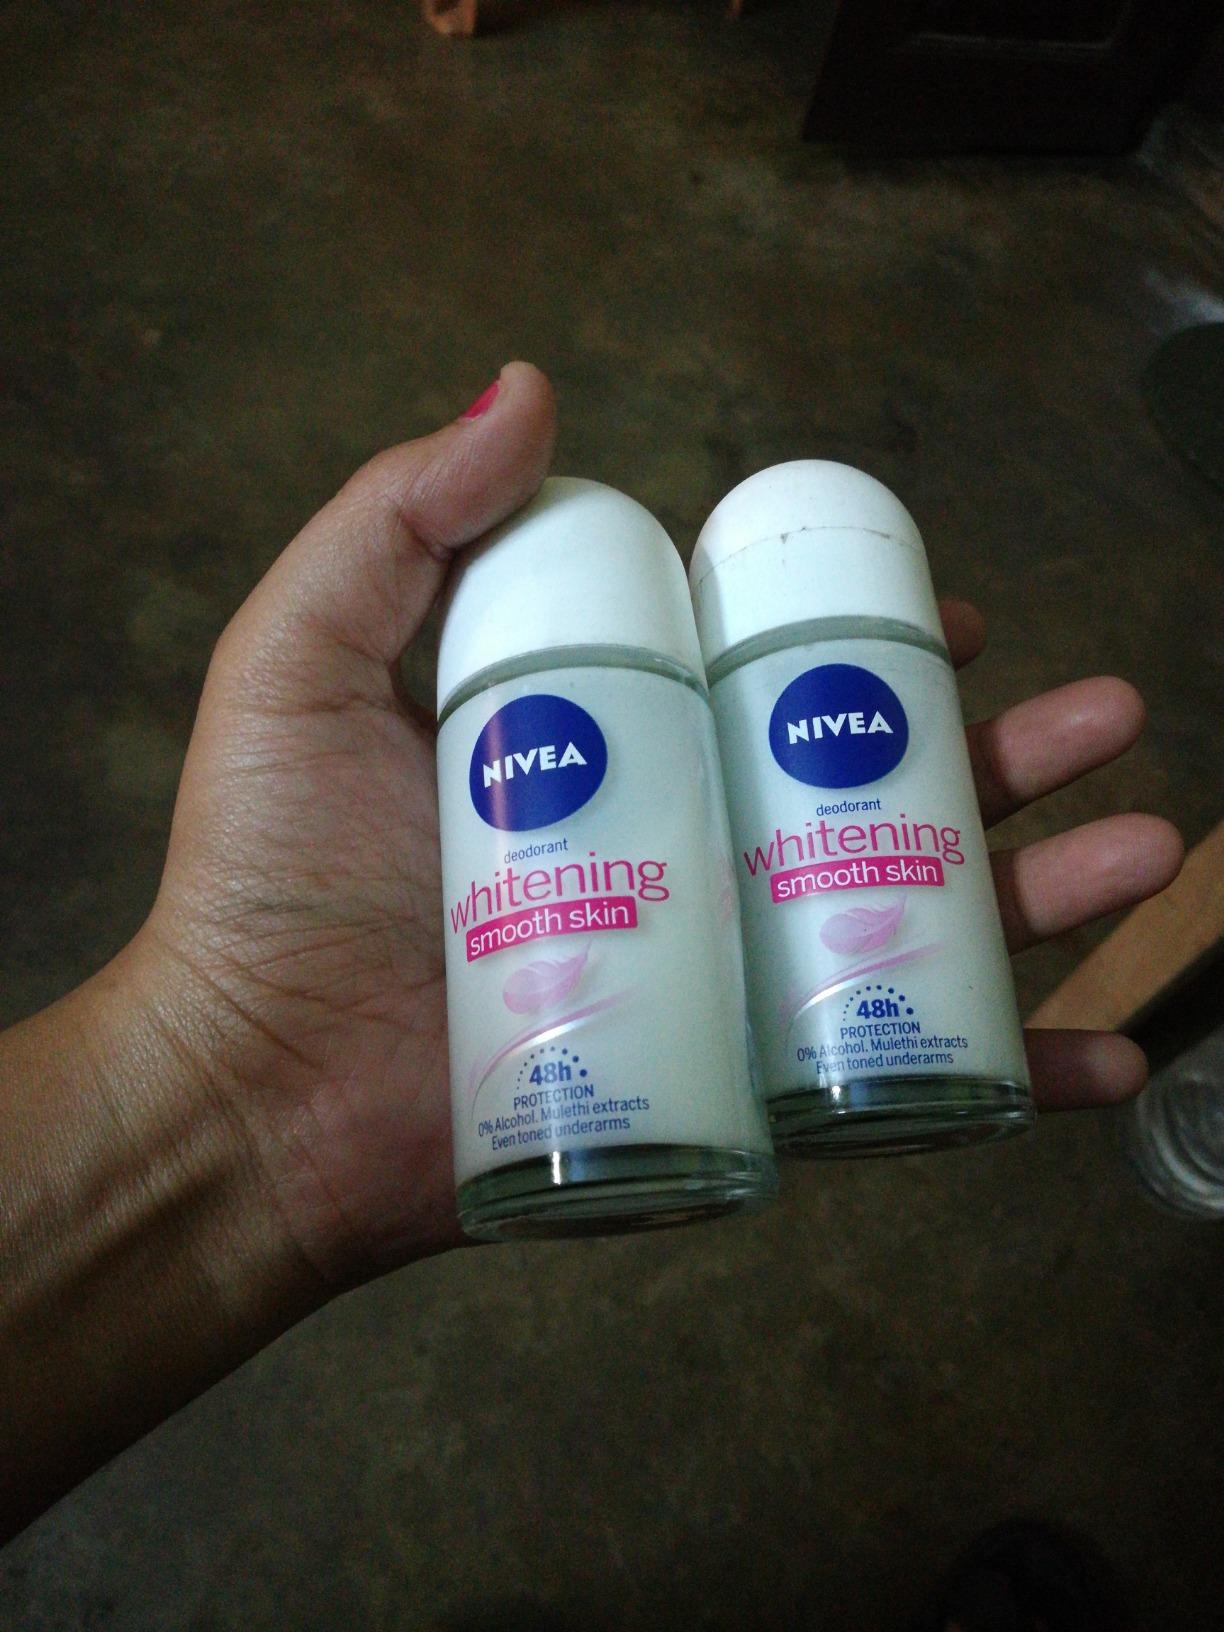 NIVEA
deodorant
whitening
smooth skin
48h
PROTECTION
0% Alcohol. Mulethi extracts
Even toned underarms
NIVEA
deodorant
whitening
smooth skin
48h
PROTECTION
0% Alcohol. Mulethi extracts
Even toned underarms